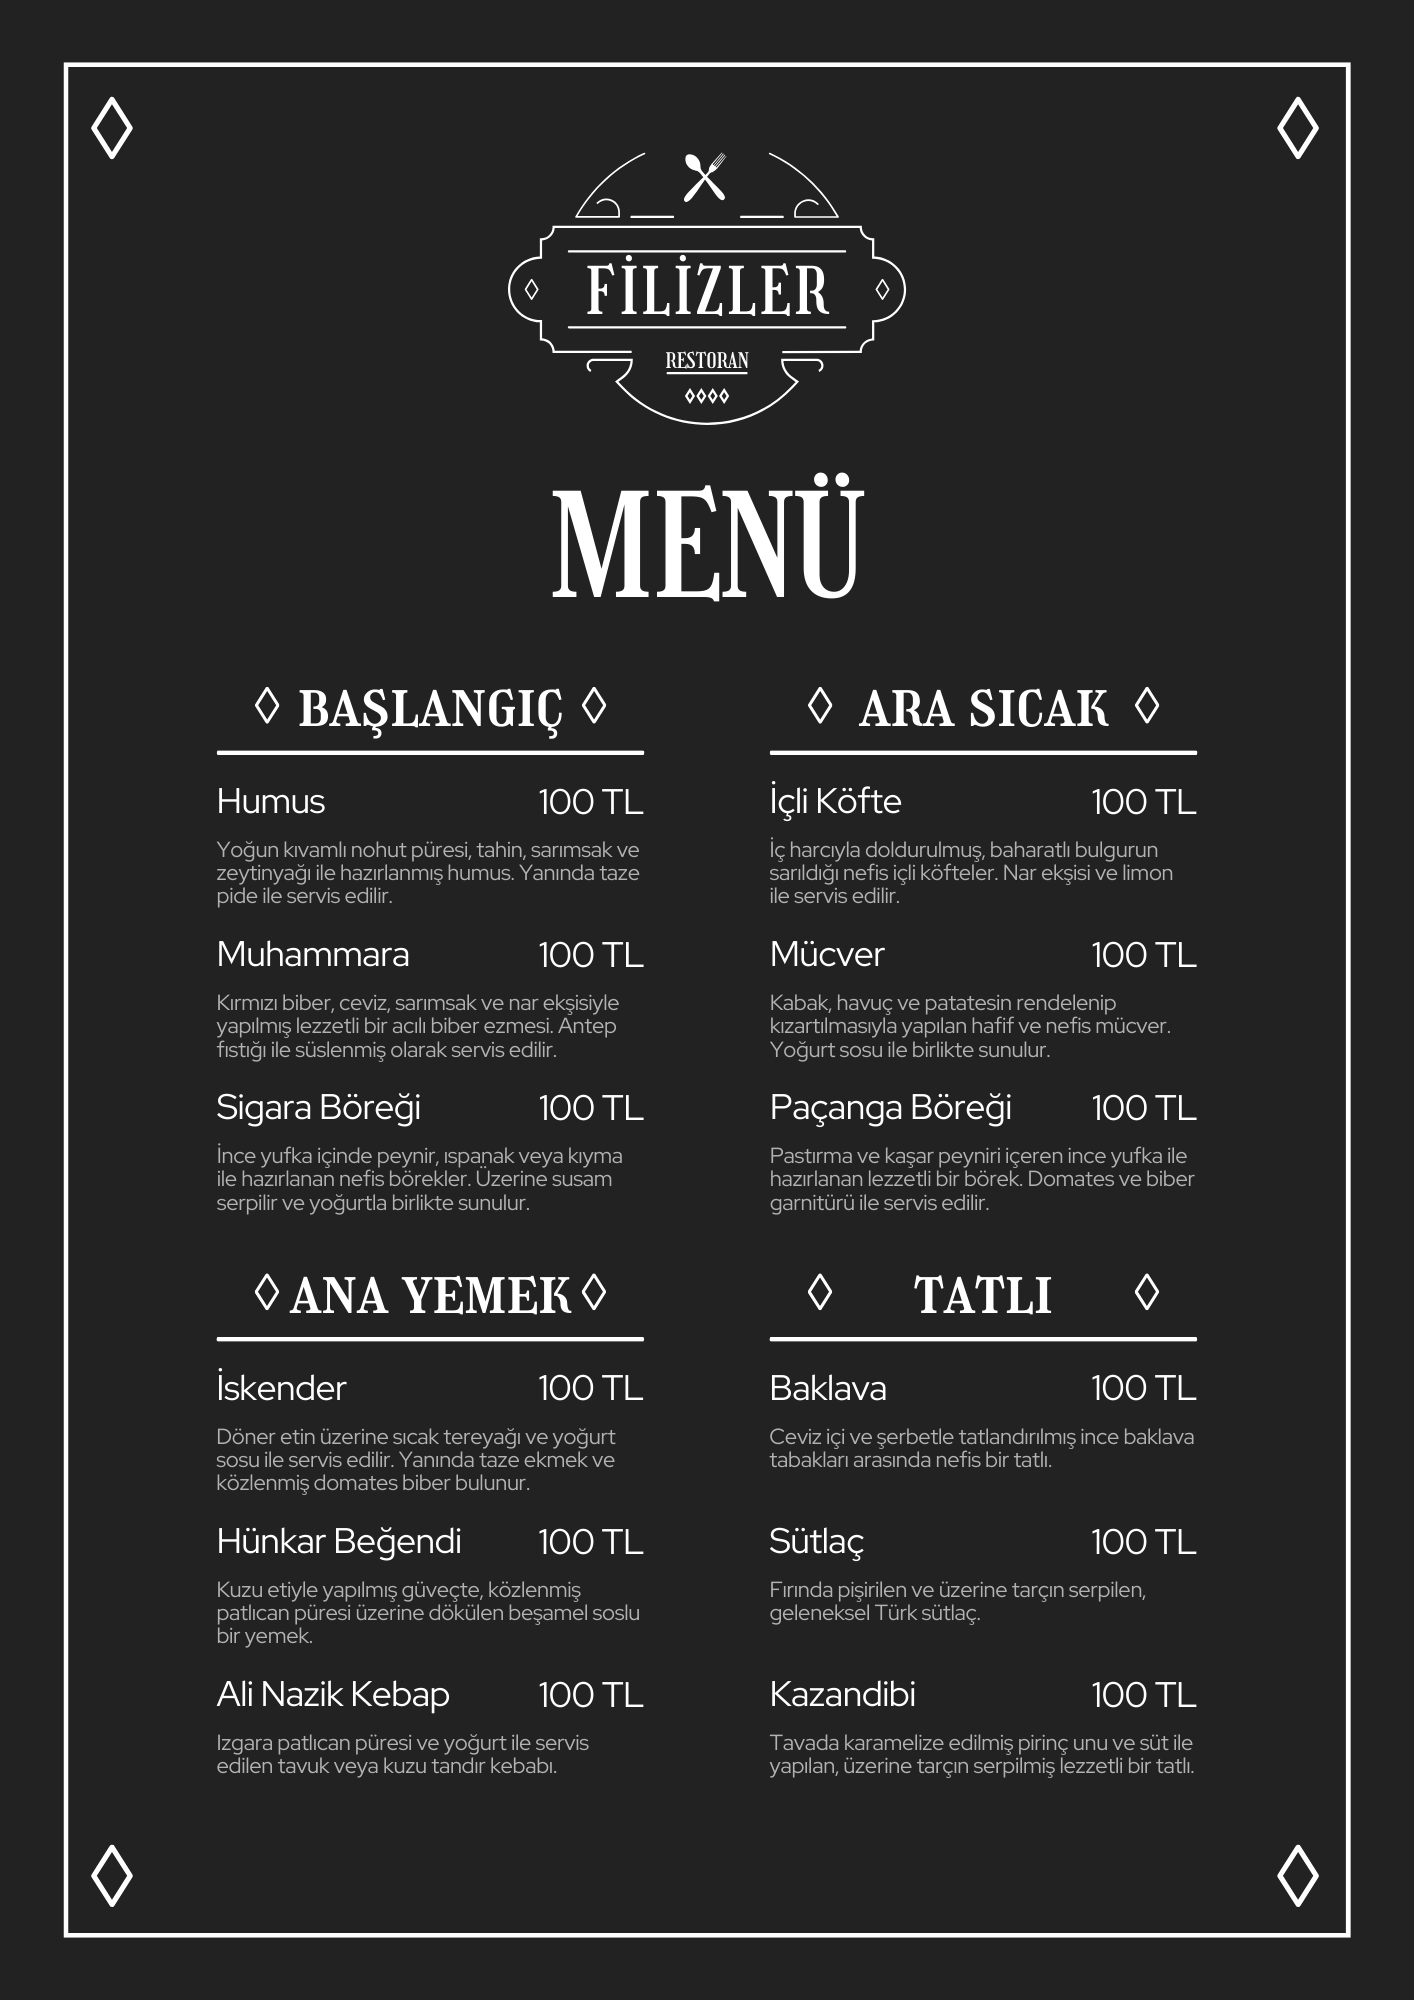 FİLİZLER
RESTORAN
MENÜ
BAŞLANGIÇ
Humus 100 TL
Yoğun kıvamlı nohut püresi, tahin, sarımsak ve
zeytinyağı ile hazırlanmış humus. Yanında taze
pide ile servis edilir.
Muhammara 100 TL
Kırmızı biber, ceviz, sarımsak ve nar ekşisiyle
yapılmış lezzetli bir acılı biber ezmesi. Antep
fıstığı ile süslenmiş olarak servis edilir.
Sigara Böreği 100 TL
İnce yufka içinde peynir, ıspanak veya kıyma
ile hazırlanan nefis börekler. Üzerine susam
serpilir ve yoğurtla birlikte sunulur.
ARA SICAK
İçli Köfte 100 TL
İç harcıyla doldurulmuş, baharatlı bulgurun
sarıldığı nefis içli köfteler. Nar ekşisi ve limon
ile servis edilir.
Mücver 100 TL
Kabak, havuç ve patatesin rendelenip
kızartılmasıyla yapılan hafif ve nefis mücver.
Yoğurt sosu ile birlikte sunulur.
Paçanga Böreği 100 TL
Pastırma ve kaşar peyniri içeren ince yufka ile
hazırlanan lezzetli bir börek. Domates ve biber
garnitürü ile servis edilir.
ANA YEMEK
İskender 100 TL
Döner etin üzerine sıcak tereyağı ve yoğurt
sosu ile servis edilir. Yanında taze ekmek ve
közlenmiş domates biber bulunur.
Hünkar Beğendi 100 TL
Kuzu etiyle yapılmış güveçte, közlenmiş
patlıcan püresi üzerine dökülen beşamel soslu
bir yemek.
Ali Nazik Kebap 100 TL
Izgara patlıcan püresi ve yoğurt ile servis
edilen tavuk veya kuzu tandır kebabı.
TATLI
Baklava 100 TL
Ceviz içi ve şerbetle tatlandırılmış ince baklava
tabakları arasında nefis bir tatlı.
Sütlaç 100 TL
Fırında pişirilen ve üzerine tarçın serpilen,
geleneksel Türk sütlaç.
Kazandibi 100 TL
Tavada karamelize edilmiş pirinç unu ve süt ile
yapılan, üzerine tarçın serpilmiş lezzetli bir tatlı.